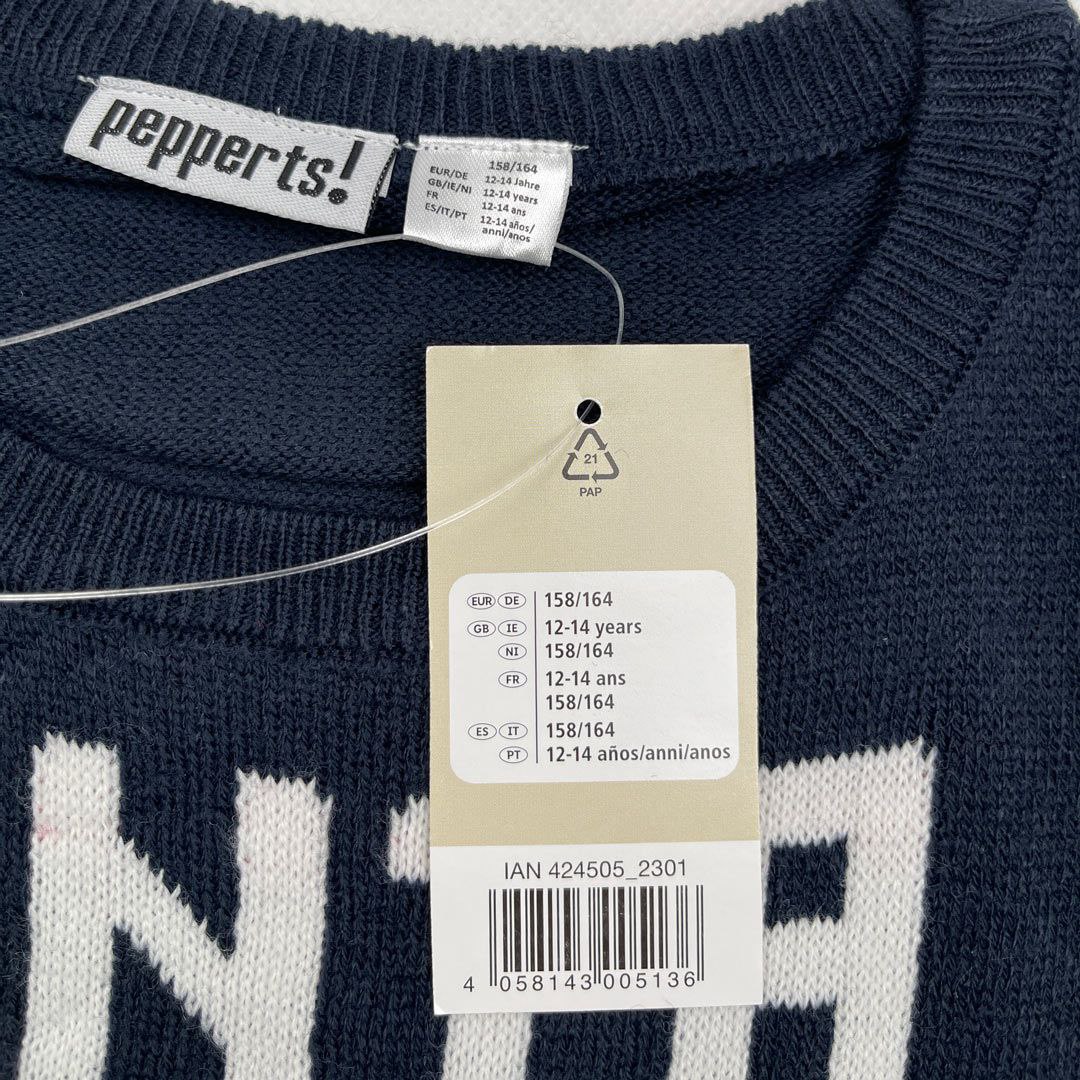 pepperts!
158/164
EUR/DE 12-14 Jahre
GB/IE/NI 12-14 years
FR 12-14 ans
ES/IT/PT 12-14 años/
anni/anos
21
PAP
EUR DE 158/164
GB IE 12-14 years
NI 158/164
FR 12-14 ans
158/164
ES IT 158/164
PT 12-14 años/anni/anos
IAN 424505_2301
4 058143 005136
NTA